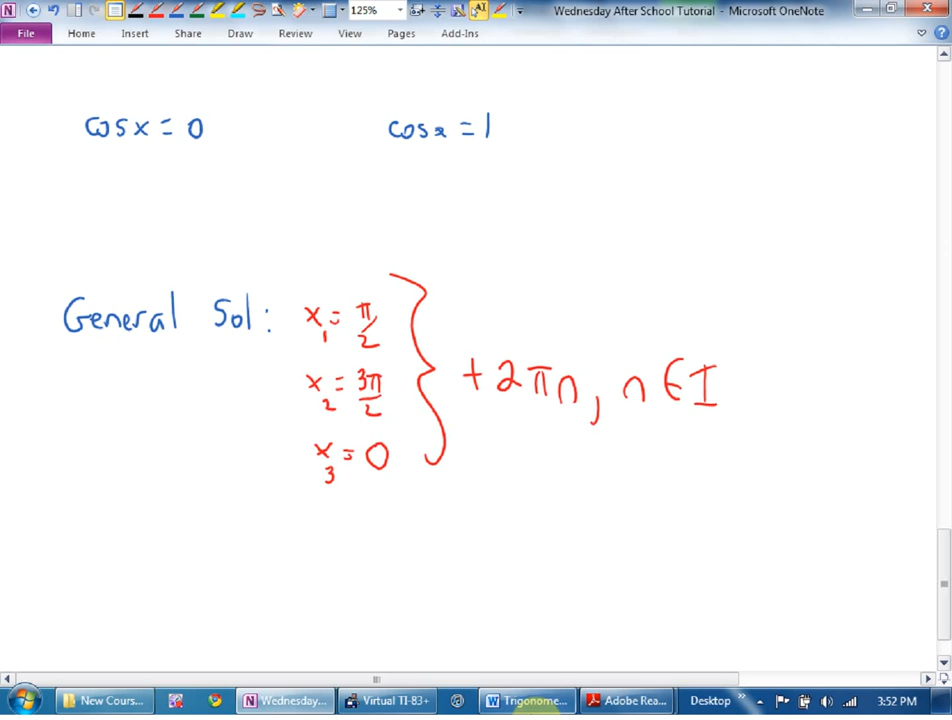 125%
Wednesday After School Tutorial - Microsoft OneNote
File Home Insert Share Draw Review View Pages Add-Ins
cosx = 0 cosx = 1
General Sol: x₁ = π/2
x₂ = 3π/2
+ 2πn, n ∈ I
x₃ = 0
New Cours... Wednesday... Virtual TI-83+ Trigonome... Adobe Rea... Desktop » 3:52 PM